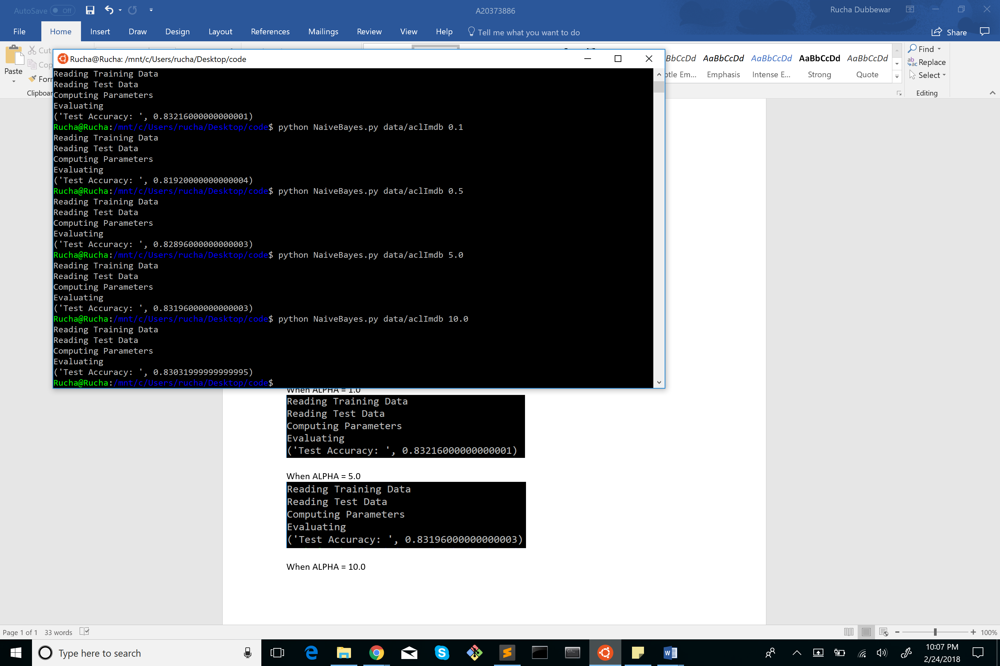 AutoSave Off
A20373886
Rucha Dubbewar
File Home Insert Draw Design Layout References Mailings Review View Help Tell me what you want to do
Share
Paste
Cut
Clipboar
AaBbCcDd AaBbCcDd AaBbCcDd AaBbCcDd
Emphasis Intense E... Strong Quote
Find
Replace
Select
Editing
Rucha@Rucha: /mnt/c/Users/rucha/Desktop/code
Reading Training Data
Reading Test Data
Computing Parameters
Evaluating
('Test Accuracy: ', 0.83216000000000001)
Rucha@Rucha:/mnt/c/Users/rucha/Desktop/code$ python NaiveBayes.py data/aclImdb 0.1
Reading Training Data
Reading Test Data
Computing Parameters
Evaluating
('Test Accuracy: ', 0.81920000000000004)
Rucha@Rucha:/mnt/c/Users/rucha/Desktop/code$ python NaiveBayes.py data/aclImdb 0.5
Reading Training Data
Reading Test Data
Computing Parameters
Evaluating
('Test Accuracy: ', 0.82896000000000003)
Rucha@Rucha:/mnt/c/Users/rucha/Desktop/code$ python NaiveBayes.py data/aclImdb 5.0
Reading Training Data
Reading Test Data
Computing Parameters
Evaluating
('Test Accuracy: ', 0.83196000000000003)
Rucha@Rucha:/mnt/c/Users/rucha/Desktop/code$ python NaiveBayes.py data/aclImdb 10.0
Reading Training Data
Reading Test Data
Computing Parameters
Evaluating
('Test Accuracy: ', 0.83031999999999995)
Rucha@Rucha:/mnt/c/Users/rucha/Desktop/code$
When ALPHA = 1.0
Reading Training Data
Reading Test Data
Computing Parameters
Evaluating
('Test Accuracy: ', 0.83216000000000001)
When ALPHA = 5.0
Reading Training Data
Reading Test Data
Computing Parameters
Evaluating
('Test Accuracy: ', 0.83196000000000003)
When ALPHA = 10.0
Page 1 of 1 33 words
100%
Type here to search
10:07 PM
2/24/2018